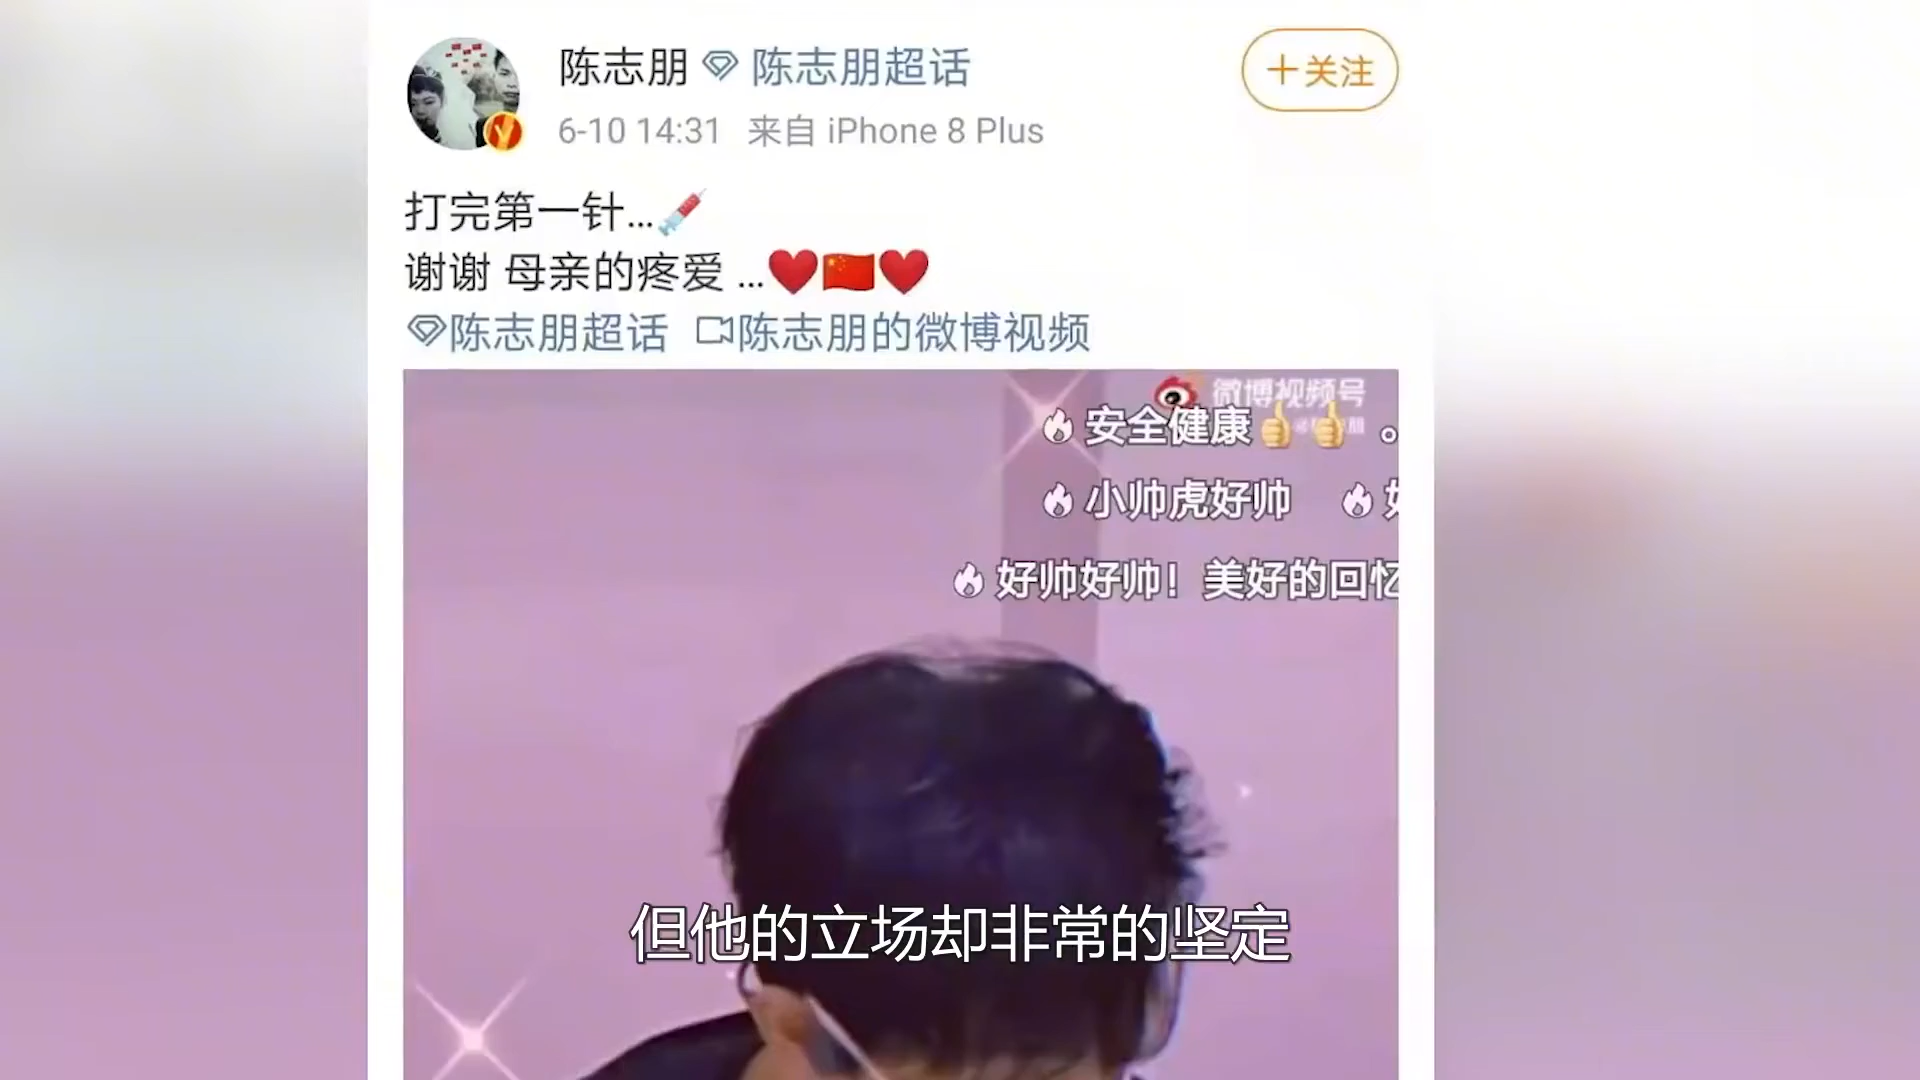 陈志朋 陈志朋超话
+关注
6-10 14:31 来自 iPhone 8 Plus
打完第一针...
谢谢 母亲的疼爱 ...
陈志朋超话 陈志朋的微博视频
微博视频号
安全健康 。
小帅虎好帅
好帅好帅！美好的回忆
但他的立场却非常的坚定